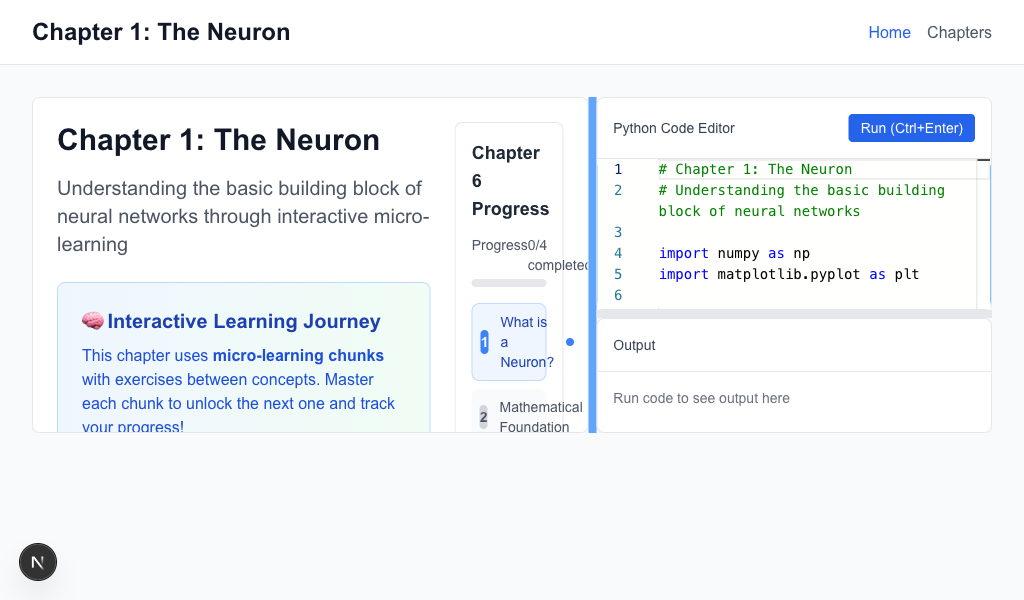 Chapter 1: The Neuron
Home Chapters
Chapter 1: The Neuron
Understanding the basic building block of
neural networks through interactive micro-
learning
🧠 Interactive Learning Journey
This chapter uses micro-learning chunks
with exercises between concepts. Master
each chunk to unlock the next one and track
your progress!
Chapter
6
Progress
Progress 0/4
completed
1 What is
a
Neuron?
2 Mathematical
Foundation
Python Code Editor
Run (Ctrl+Enter)
1 # Chapter 1: The Neuron
2 # Understanding the basic building
block of neural networks
3
4 import numpy as np
5 import matplotlib.pyplot as plt
6
Output
Run code to see output here
N